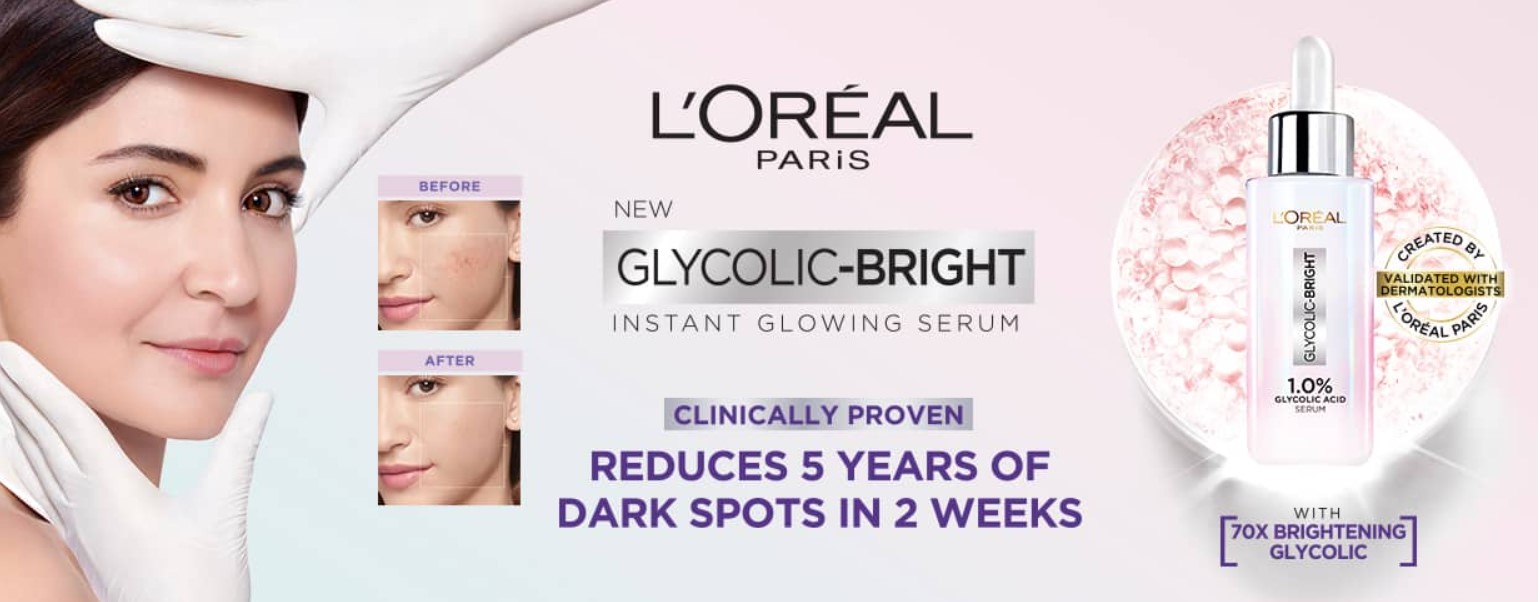 L'ORÉAL
PARiS
NEW
GLYCOLIC-BRIGHT
INSTANT GLOWING SERUM
CLINICALLY PROVEN
REDUCES 5 YEARS OF
DARK SPOTS IN 2 WEEKS
BEFORE
AFTER
L'ORÉAL
PARiS
GLYCOLIC-BRIGHT
1.0%
GLYCOLIC ACID
SERUM
CREATED BY
VALIDATED WITH
DERMATOLOGISTS
L'ORÉAL PARIS
WITH
[70X BRIGHTENING
GLYCOLIC]